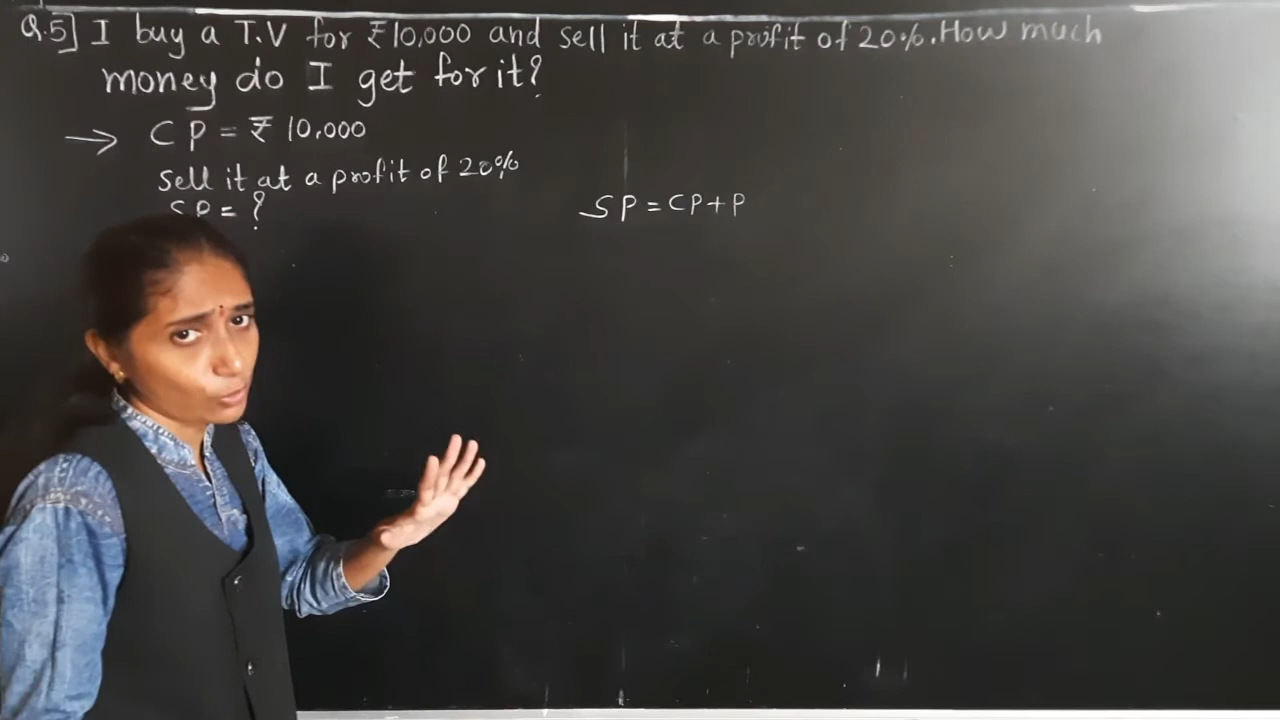 Q.5] I buy a T.V for ₹10,000 and sell it at a profit of 20%. How much
money do I get for it?
→ CP = ₹ 10,000
sell it at a profit of 20%
SP = ?
SP = CP + P